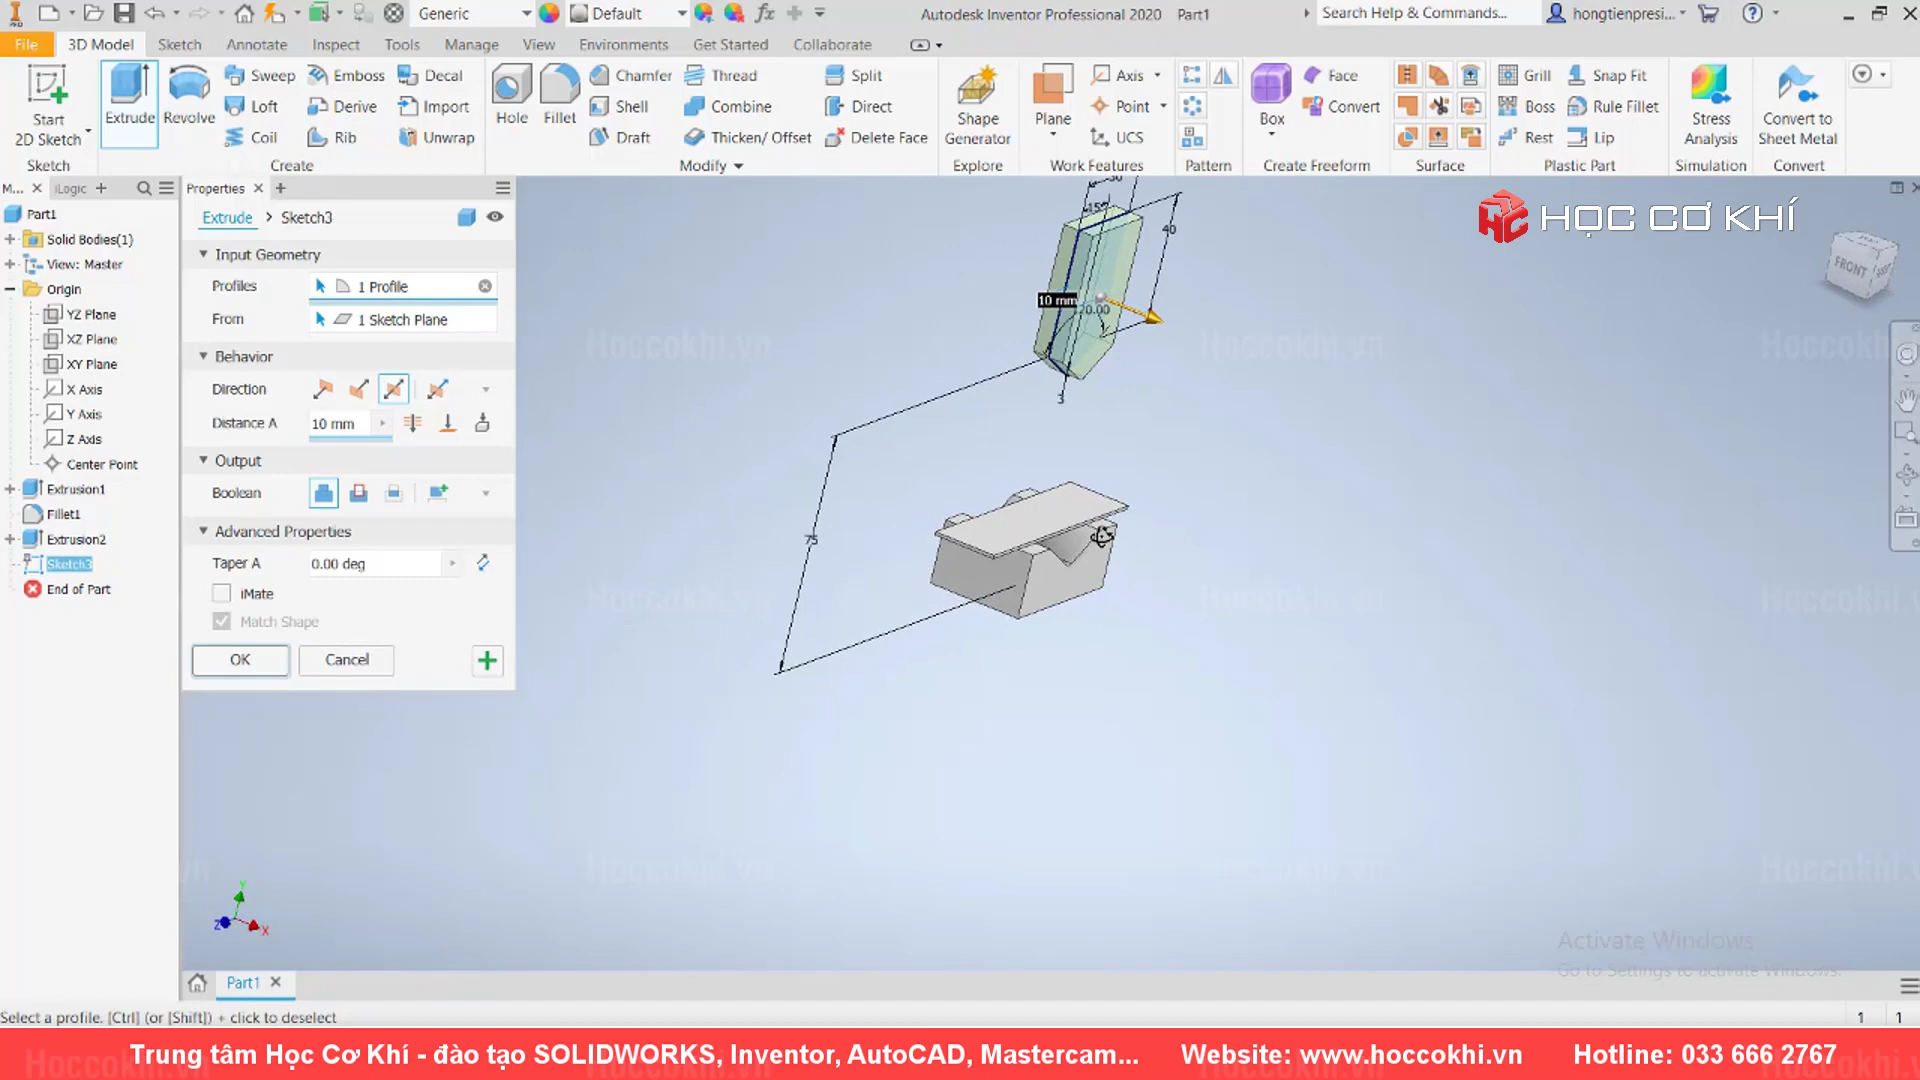 Generic
Default
Autodesk Inventor Professional 2020 Part1
Search Help & Commands...
hongtienpresi...
File 3D Model Sketch Annotate Inspect Tools Manage View Environments Get Started Collaborate
Start 2D Sketch
Extrude
Revolve
Sweep Emboss Decal
Loft Derive Import
Coil Rib Unwrap
Hole
Fillet
Chamfer Thread Split
Shell Combine Direct
Draft Thicken/ Offset Delete Face
Shape Generator
Plane
Axis
Point
UCS
Box
Face
Convert
Grill Snap Fit
Boss Rule Fillet
Rest Lip
Stress Analysis
Convert to Sheet Metal
Sketch Create Modify Explore Work Features Pattern Create Freeform Surface Plastic Part Simulation Convert
M... iLogic
Part1
Solid Bodies(1)
View: Master
Origin
YZ Plane
XZ Plane
XY Plane
X Axis
Y Axis
Z Axis
Center Point
Extrusion1
Fillet1
Extrusion2
Sketch3
End of Part
Properties
Extrude > Sketch3
Input Geometry
Profiles 1 Profile
From 1 Sketch Plane
Behavior
Direction
Distance A 10 mm
Output
Boolean
Advanced Properties
Taper A 0.00 deg
iMate
Match Shape
OK Cancel
HỌC CƠ KHÍ
FRONT
15
40
10 mm
120.00
3
75
Hoccokhi.vn
Y
Z
X
Activate Windows
Go to Settings to activate Windows.
Part1
Select a profile. [Ctrl] (or [Shift]) + click to deselect
1 1
Trung tâm Học Cơ Khí - đào tạo SOLIDWORKS, Inventor, AutoCAD, Mastercam... Website: www.hoccokhi.vn Hotline: 033 666 2767